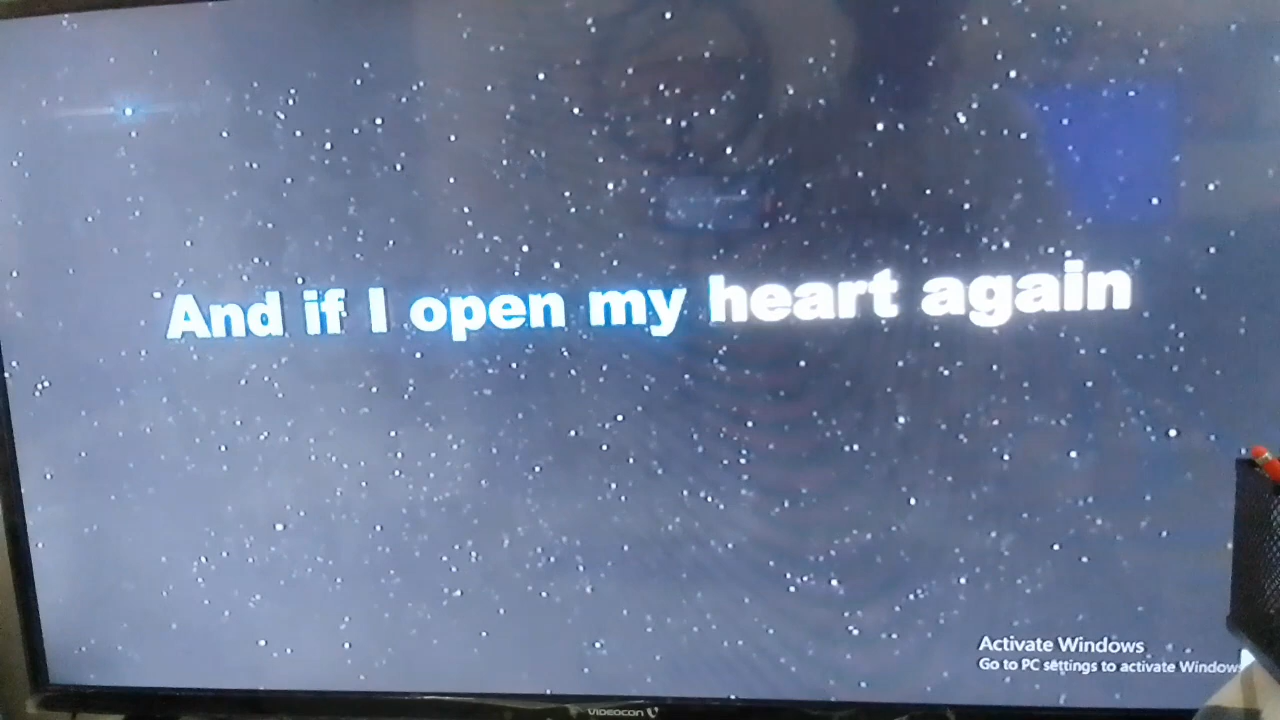 And if I open my heart again
Activate Windows
Go to PC settings to activate Windows
VIDEOCON